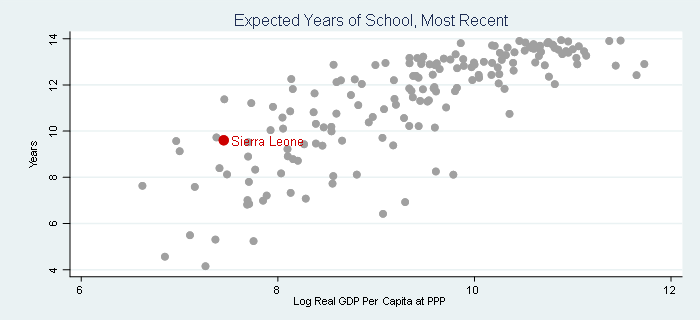 Expected Years of School, Most Recent
14
12
10
8
6
4
Years
Sierra Leone
6 8 10 12
Log Real GDP Per Capita at PPP